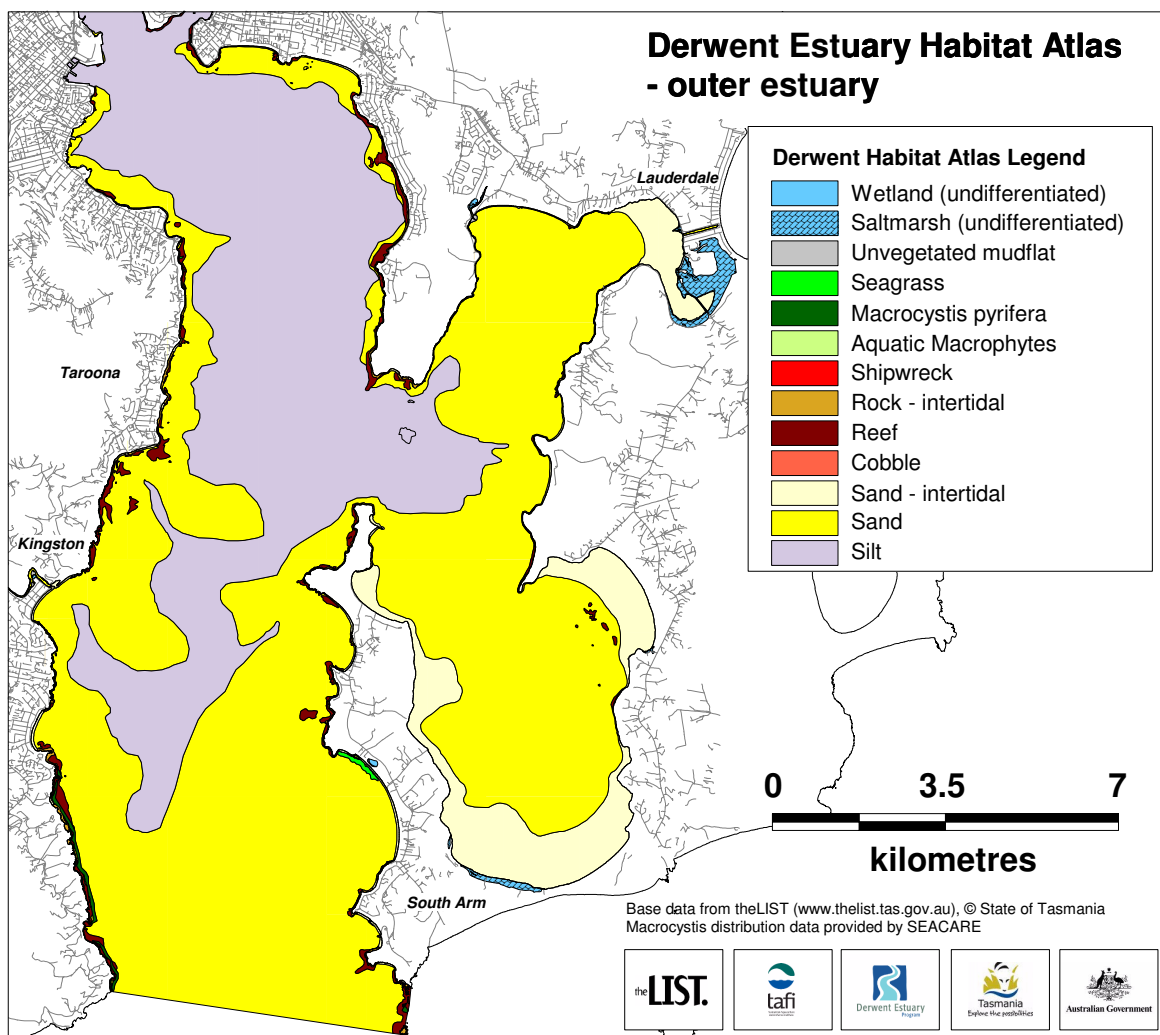 Derwent Estuary Habitat Atlas
- outer estuary
Derwent Habitat Atlas Legend
Wetland (undifferentiated)
Saltmarsh (undifferentiated)
Unvegetated mudflat
Seagrass
Macrocystis pyrifera
Aquatic Macrophytes
Shipwreck
Rock - intertidal
Reef
Cobble
Sand - intertidal
Sand
Silt
Lauderdale
Taroona
Kingston
South Arm
0 3.5 7
kilometres
Base data from theLIST (www.thelist.tas.gov.au), © State of Tasmania
Macrocystis distribution data provided by SEACARE
the LIST.
tafi
Derwent Estuary
Program
Tasmania
Explore the possibilities
Australian Government